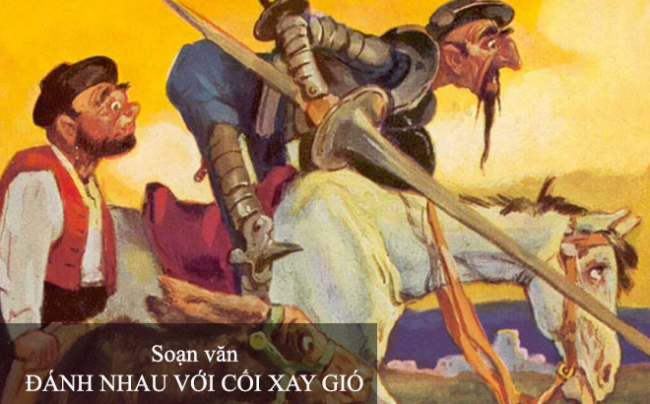 Soạn văn
ĐÁNH NHAU VỚI CỐI XAY GIÓ